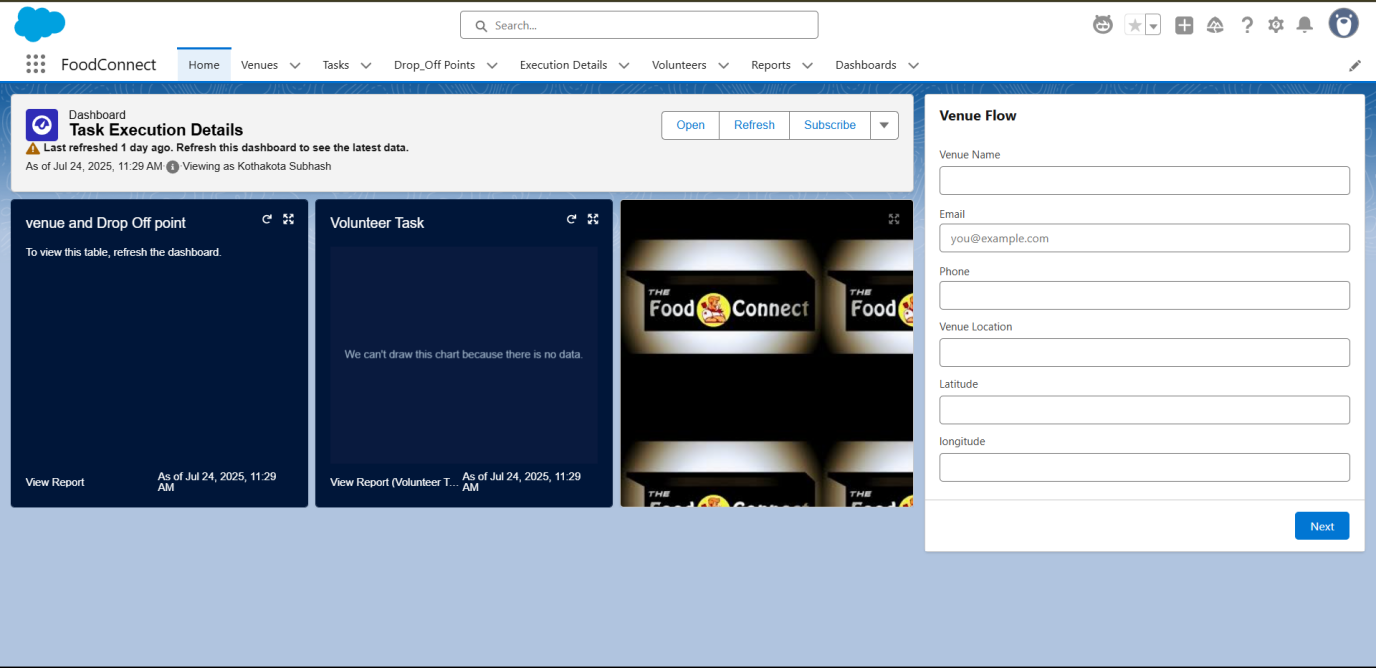 Search...
FoodConnect
Home
Venues
Tasks
Drop_Off Points
Execution Details
Volunteers
Reports
Dashboards
Dashboard
Task Execution Details
Last refreshed 1 day ago. Refresh this dashboard to see the latest data.
As of Jul 24, 2025, 11:29 AM·Viewing as Kothakota Subhash
Open
Refresh
Subscribe
venue and Drop Off point
To view this table, refresh the dashboard.
View Report
As of Jul 24, 2025, 11:29
AM
Volunteer Task
We can't draw this chart because there is no data.
View Report (Volunteer T...
As of Jul 24, 2025, 11:29
AM
THE
Food Connect
THE
Food
THE
Food Connect
THE
Food
Venue Flow
Venue Name
Email
you@example.com
Phone
Venue Location
Latitude
longitude
Next